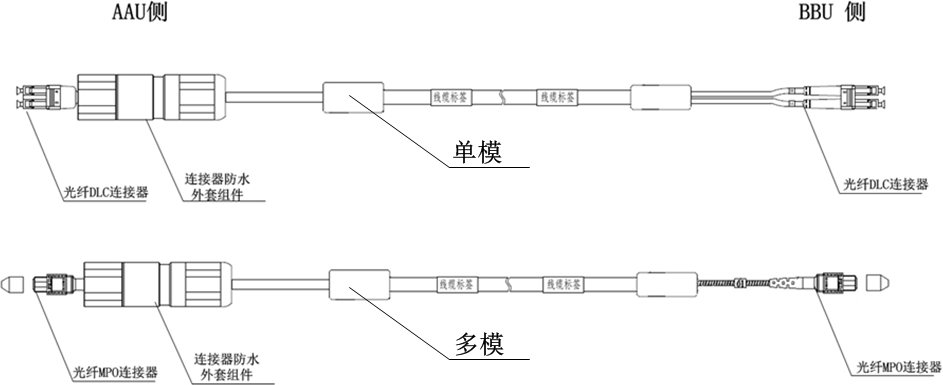 AAU侧
BBU 侧
线缆标签
线缆标签
单模
光纤DLC连接器
连接器防水
外套组件
光纤DLC连接器
线缆标签
线缆标签
多模
光纤MPO连接器
连接器防水
外套组件
光纤MPO连接器